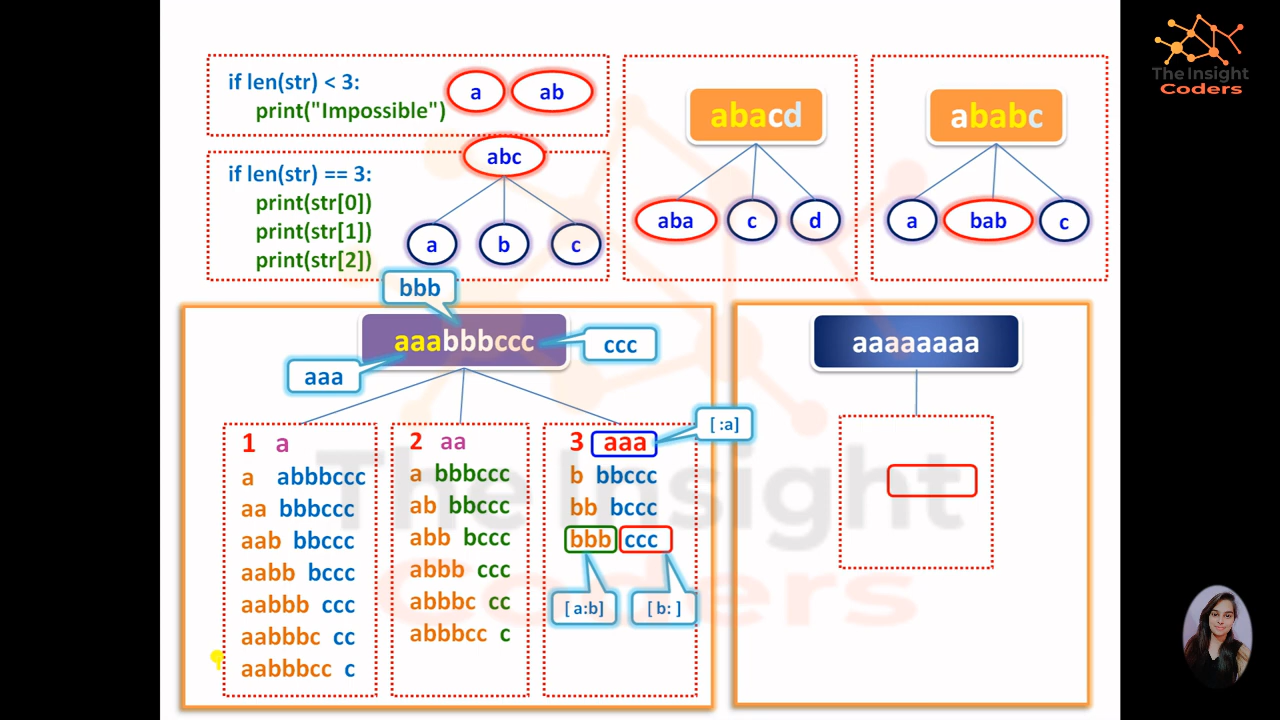 The Insight
Coders
if len(str) < 3:
print("Impossible")
a
ab
if len(str) == 3:
print(str[0])
print(str[1])
print(str[2])
abc
a
b
c
abacd
aba
c
d
ababc
a
bab
c
bbb
aaabbbccc
aaa
ccc
1 a
a abbbccc
aa bbbccc
aab bbccc
aabb bccc
aabbb ccc
aabbbc cc
aabbbcc c
2 aa
a bbbccc
ab bbccc
abb bccc
abbb ccc
abbbc cc
abbbcc c
3 aaa
[ :a]
b bbccc
bb bccc
bbb ccc
[ a:b]
[ b: ]
aaaaaaaa
The Insight
Coders